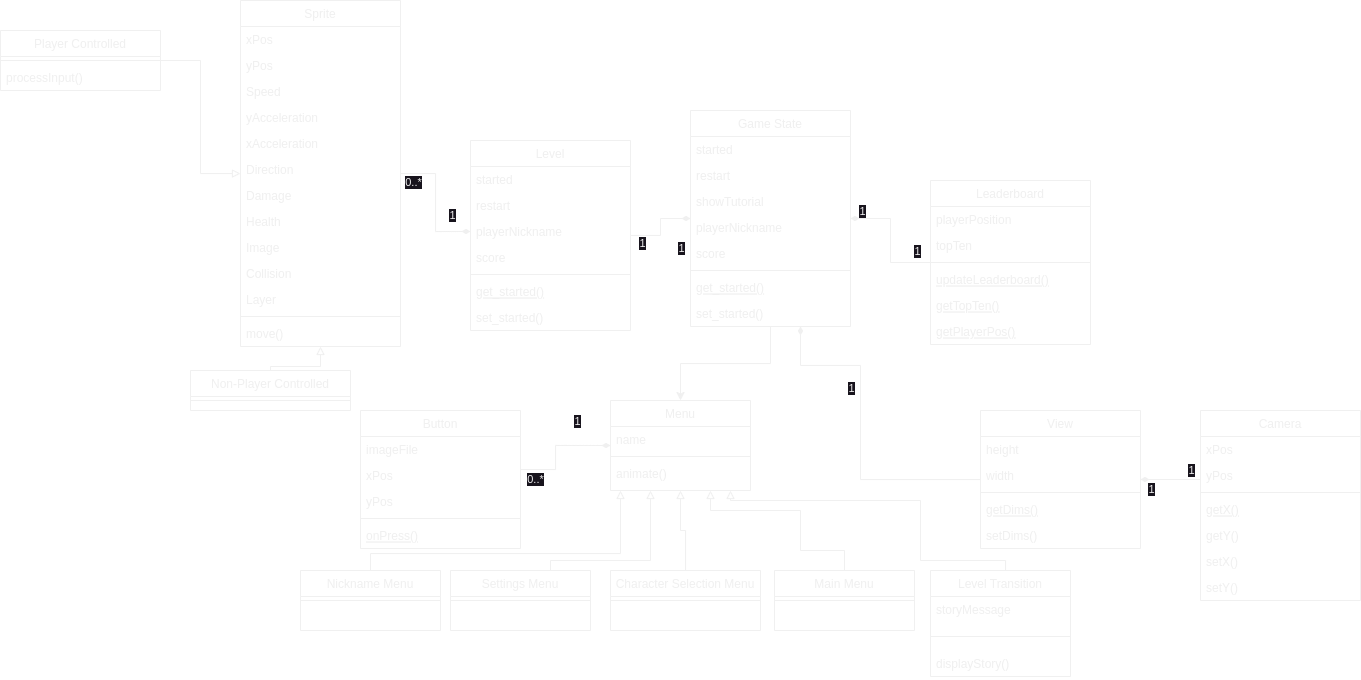 Player Controlled
processInput()
Sprite
xPos
yPos
Speed
yAcceleration
xAcceleration
Direction
Damage
Health
image
Collision
Layer
move()
Non-Player Controlled
0..*
1
Level
started
restart
playerNickname
score
get_started()
set_started()
1
1
Game State
started
restart
showTutorial
playerNickname
score
get_started()
set_started()
1
1
Leaderboard
playerPosition
topTen
updateLeaderboard()
getTopTen()
getPlayerPos()
Button
imageFile
xPos
yPos
onPress()
1
0..*
Menu
name
animate()
1
View
height
width
getDims()
setDims()
1
1
Camera
xPos
yPos
getX()
getY()
setX()
setY()
Nickname Menu
Settings Menu
Character Selection Menu
Main Menu
Level Transition
storyMessage
displayStory()